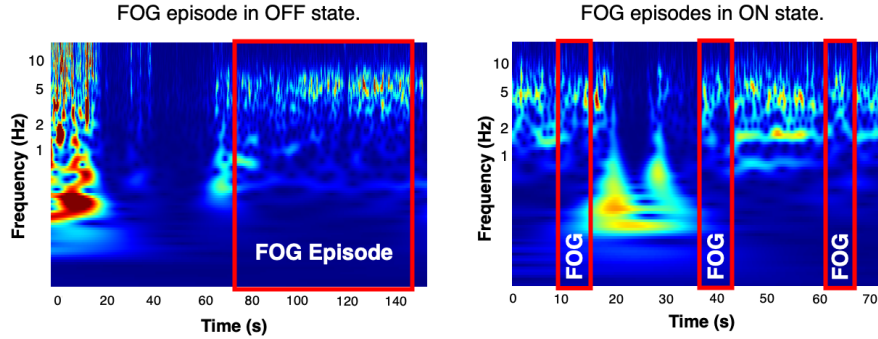 FOG episode in OFF state.
Frequency (Hz)
10
5
2
1
FOG Episode
0 20 40 60 80 100 120 140
Time (s)
FOG episodes in ON state.
Frequency (Hz)
10
5
2
1
FOG
FOG
FOG
0 10 20 30 40 50 60 70
Time (s)